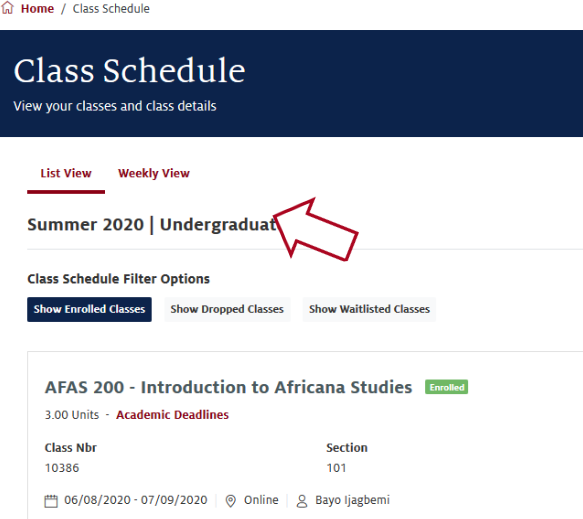 Home / Class Schedule
Class Schedule
View your classes and class details
List View Weekly View
Summer 2020 | Undergraduat
Class Schedule Filter Options
Show Enrolled Classes Show Dropped Classes Show Waitlisted Classes
AFAS 200 - Introduction to Africana Studies Enrolled
3.00 Units - Academic Deadlines
Class Nbr Section
10386 101
06/08/2020 - 07/09/2020 Online Bayo Ijagbemi